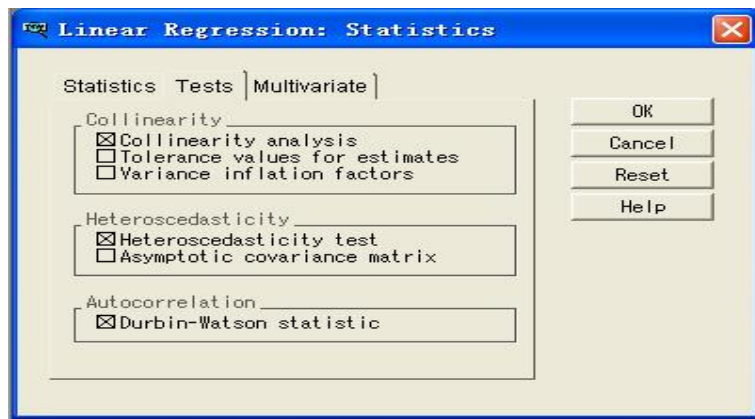 Linear Regression: Statistics
Statistics Tests Multivariate
Collinearity
Collinearity analysis
Tolerance values for estimates
Variance inflation factors
Heteroscedasticity
Heteroscedasticity test
Asymptotic covariance matrix
Autocorrelation
Durbin-Watson statistic
OK
Cancel
Reset
Help